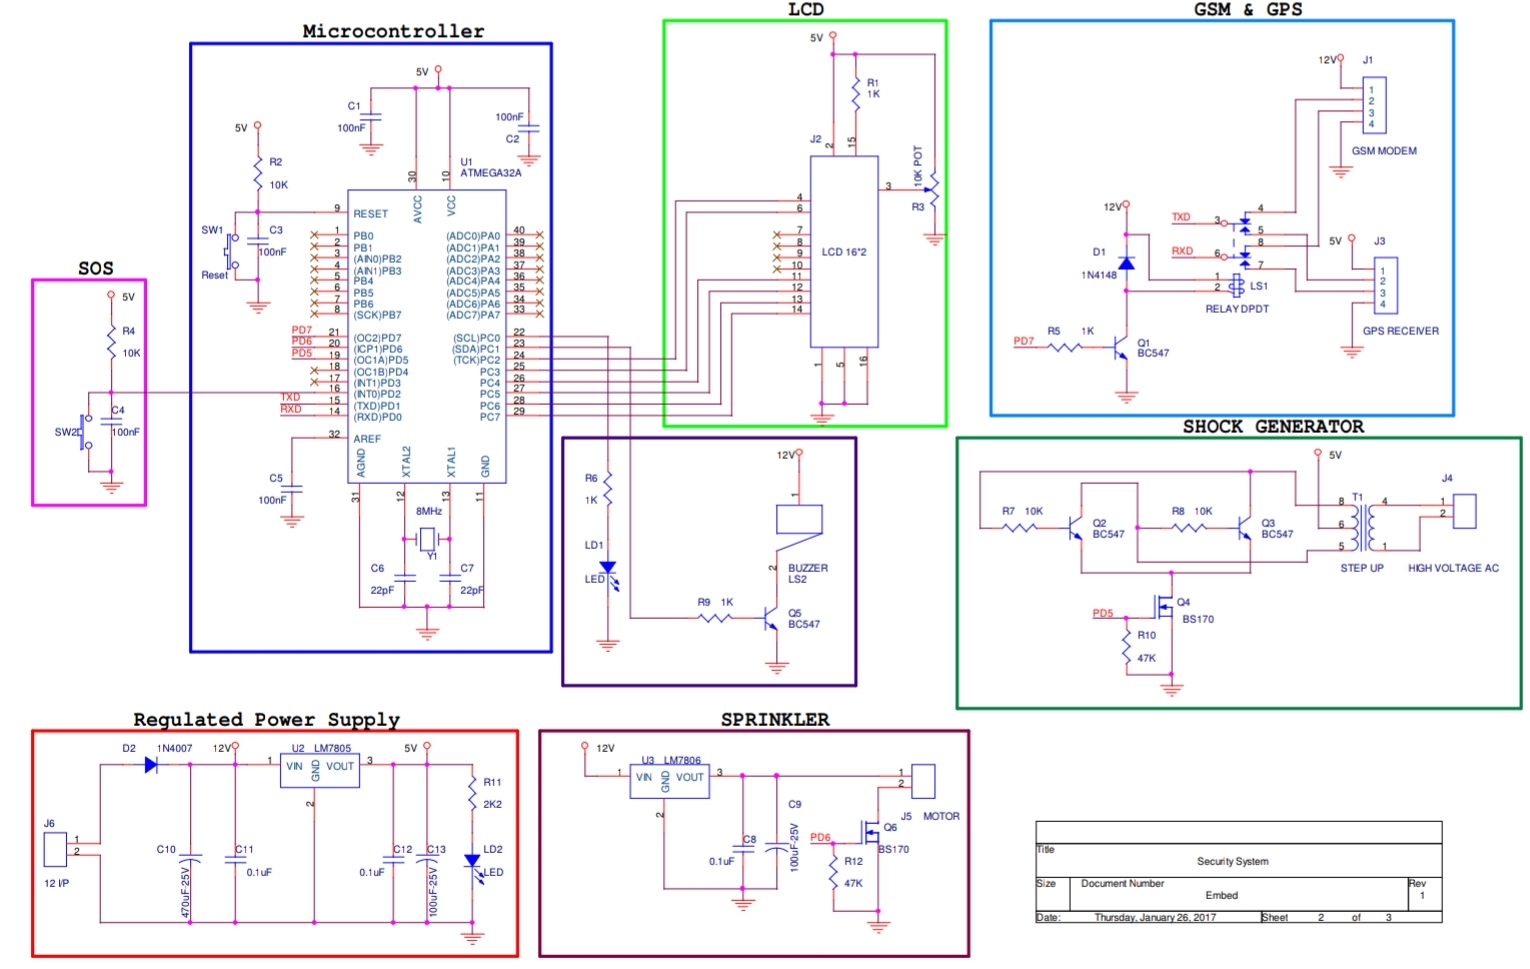 Microcontroller
5V
C1
100nF
100nF
C2
5V
R2
10K
U1
ATMEGA32A
30
10
AVCC
VCC
9
RESET
SW1
C3
100nF
Reset
1 PB0 (ADC0)PA0 40
2 PB1 (ADC1)PA1 39
3 (AIN0)PB2 (ADC2)PA2 38
4 (AIN1)PB3 (ADC3)PA3 37
5 PB4 (ADC4)PA4 36
6 PB5 (ADC5)PA5 35
7 PB6 (ADC6)PA6 34
8 (SCK)PB7 (ADC7)PA7 33
PD7 21 (OC2)PD7 (SCL)PC0 22
PD6 20 (ICP1)PD6 (SDA)PC1 23
PD5 19 (OC1A)PD5 (TCK)PC2 24
18 (OC1B)PD4 PC3 25
17 (INT1)PD3 PC4 26
16 (INT0)PD2 PC5 27
TXD 15 (TXD)PD1 PC6 28
RXD 14 (RXD)PD0 PC7 29
32 AREF
AGND
XTAL2
XTAL1
GND
31
12
13
11
C5
100nF
8MHz
Y1
C6
22pF
C7
22pF
SOS
5V
R4
10K
C4
100nF
SW2
LCD
5V
R1
1K
J2
2
15
10K POT
R3
3
4
6
7
8
9
10
11
12
13
14
LCD 16*2
1
5
16
GSM & GPS
12V
J1
1
2
3
4
GSM MODEM
12V
TXD 3
4
5
RXD 6
8
7
5V
J3
1
2
3
4
GPS RECEIVER
D1
1N4148
1
2
LS1
RELAY DPDT
PD7
R5 1K
Q1
BC547
R6
1K
LD1
LED
12V
1
2
BUZZER
LS2
R9 1K
Q5
BC547
SHOCK GENERATOR
5V
R7 10K
Q2
BC547
R8 10K
Q3
BC547
8
6
5
T1
4
1
STEP UP
J4
1
2
HIGH VOLTAGE AC
PD5
Q4
BS170
R10
47K
Regulated Power Supply
D2 1N4007
12V
U2 LM7805
1 VIN VOUT 3
GND
2
5V
R11
2K2
J6
1
2
12 I/P
C10
470uF-25V
C11
0.1uF
C12
0.1uF
C13
100uF-25V
LD2
LED
SPRINKLER
12V
U3 LM7806
1 VIN VOUT 3
GND
2
C8
0.1uF
C9
100uF-25V
1
2
J5 MOTOR
PD6
Q6
BS170
R12
47K
Title
Security System
Size Document Number Rev
Embed 1
Date: Thursday, January 26, 2017 Sheet 2 of 3